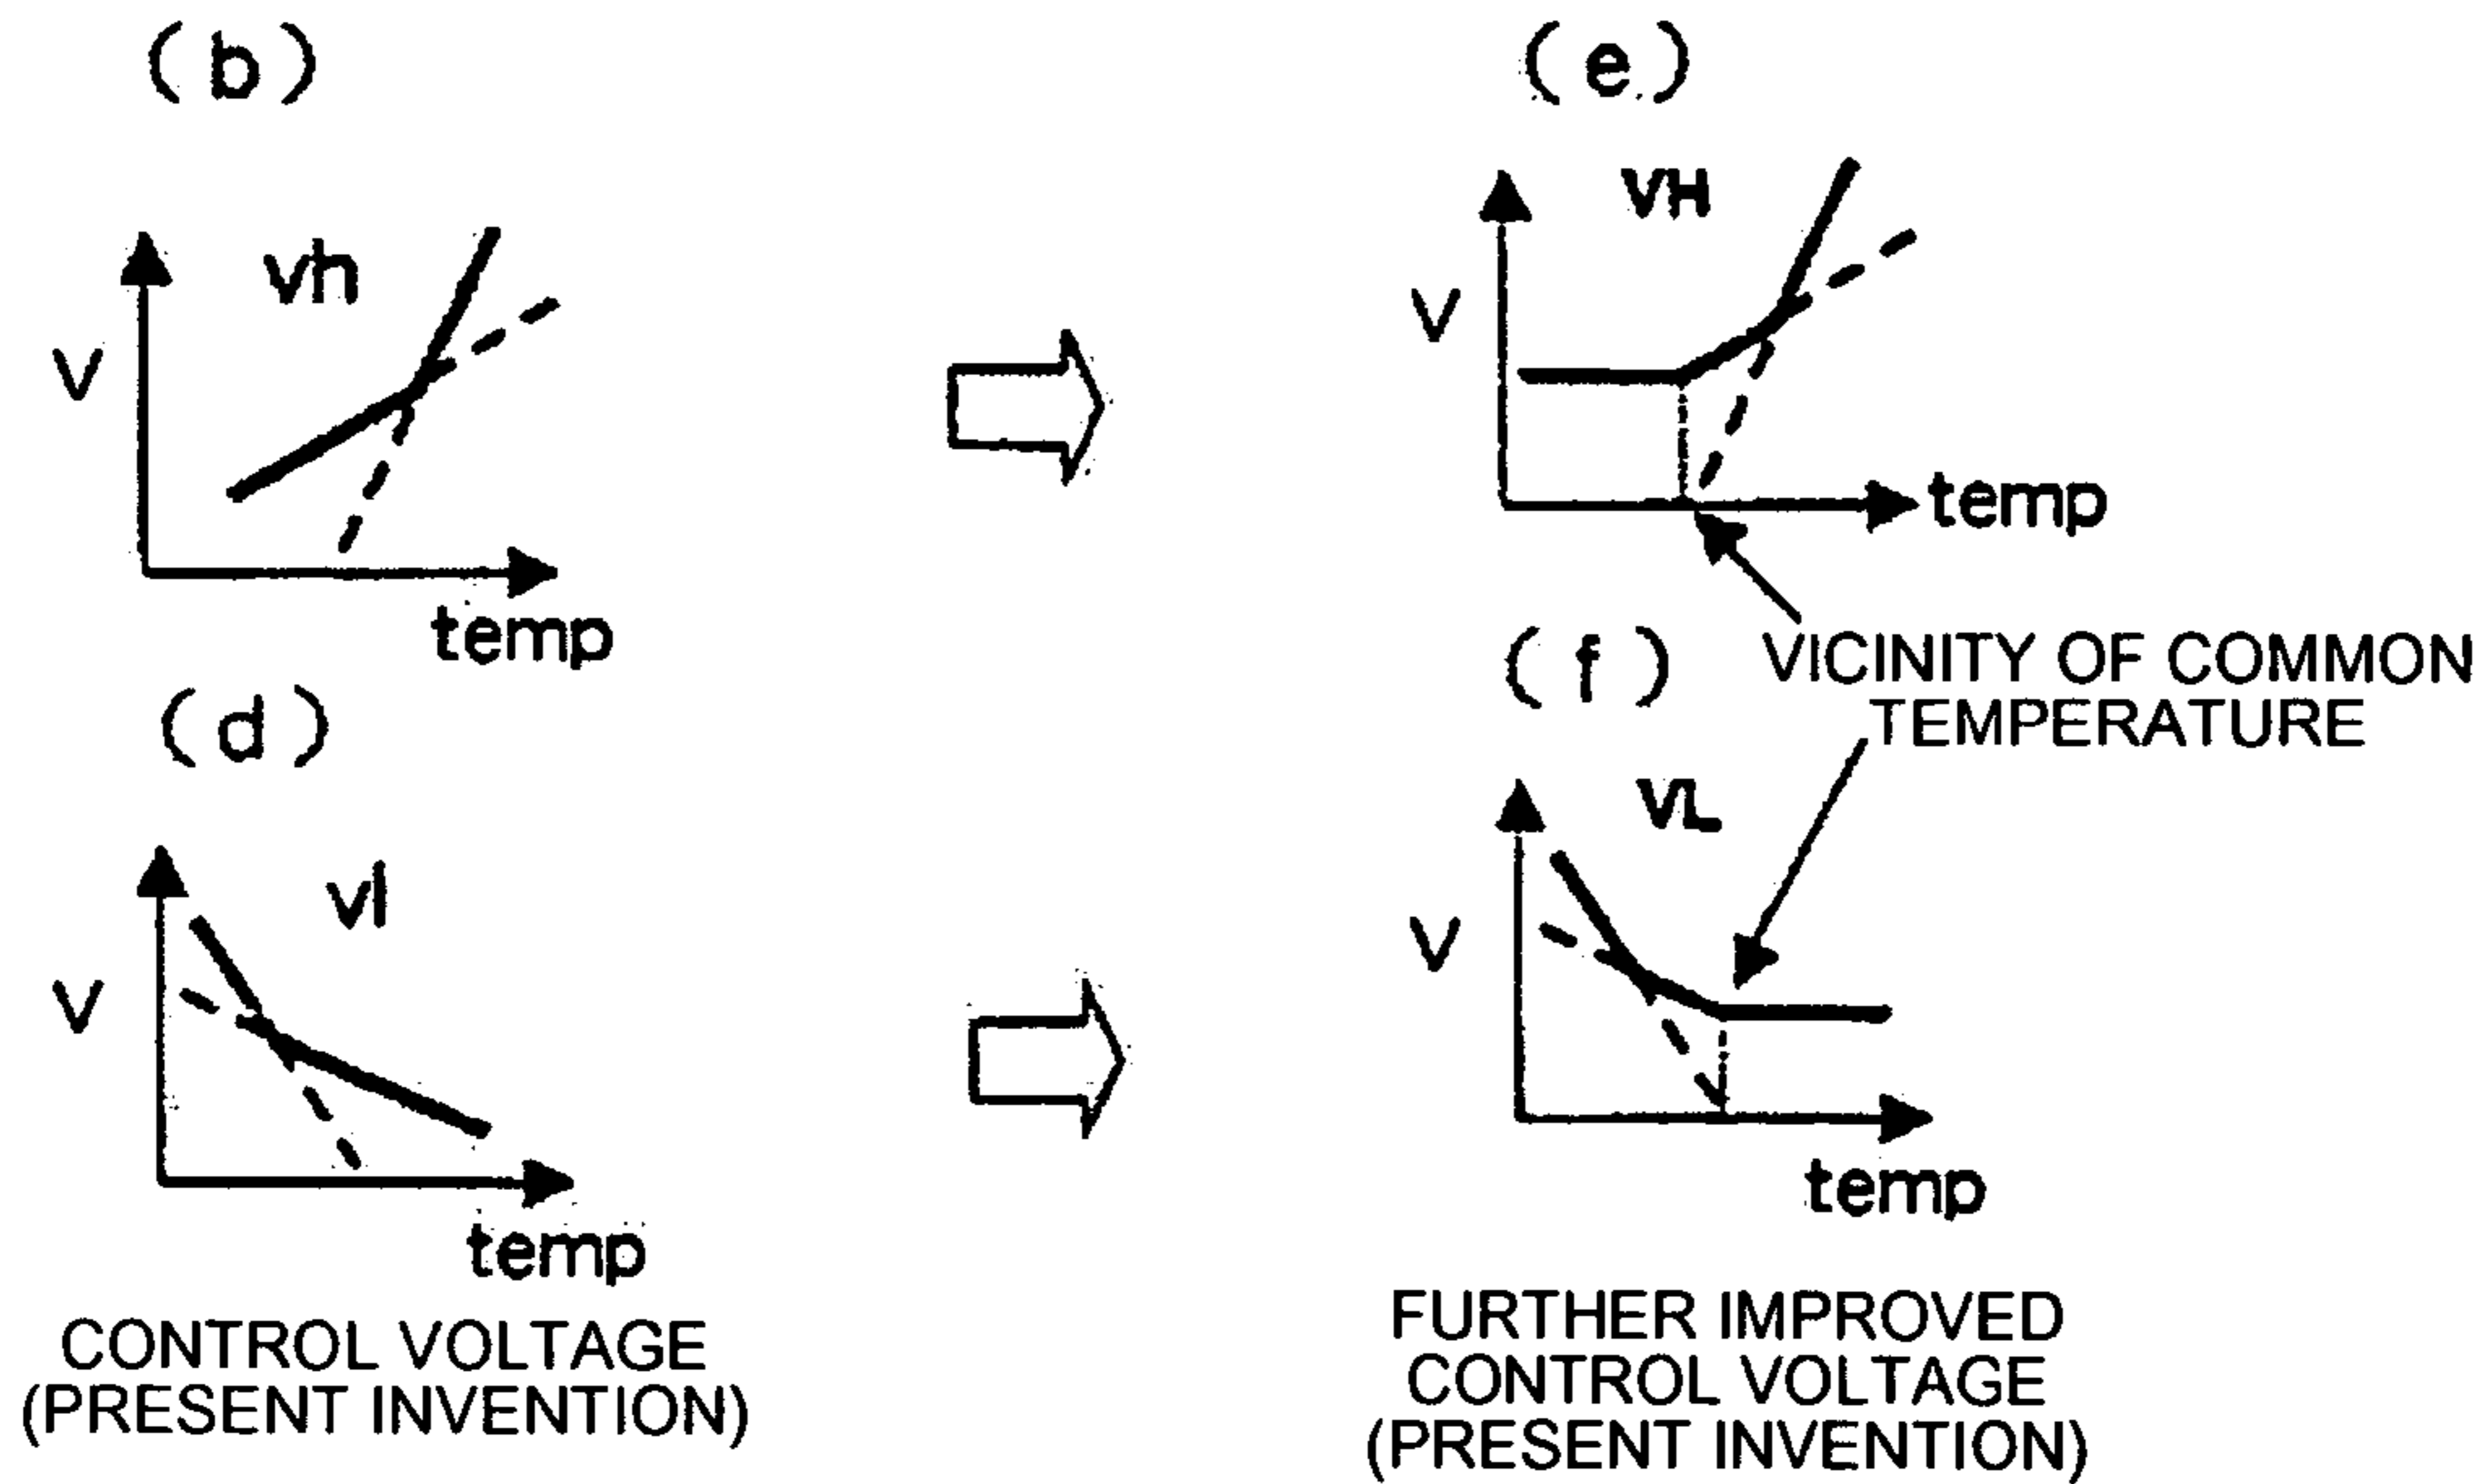 (b)
vh
V
temp
(d)
vl
V
temp
CONTROL VOLTAGE
(PRESENT INVENTION)
(e)
VH
V
temp
VICINITY OF COMMON
TEMPERATURE
(f)
VL
V
temp
FURTHER IMPROVED
CONTROL VOLTAGE
(PRESENT INVENTION)